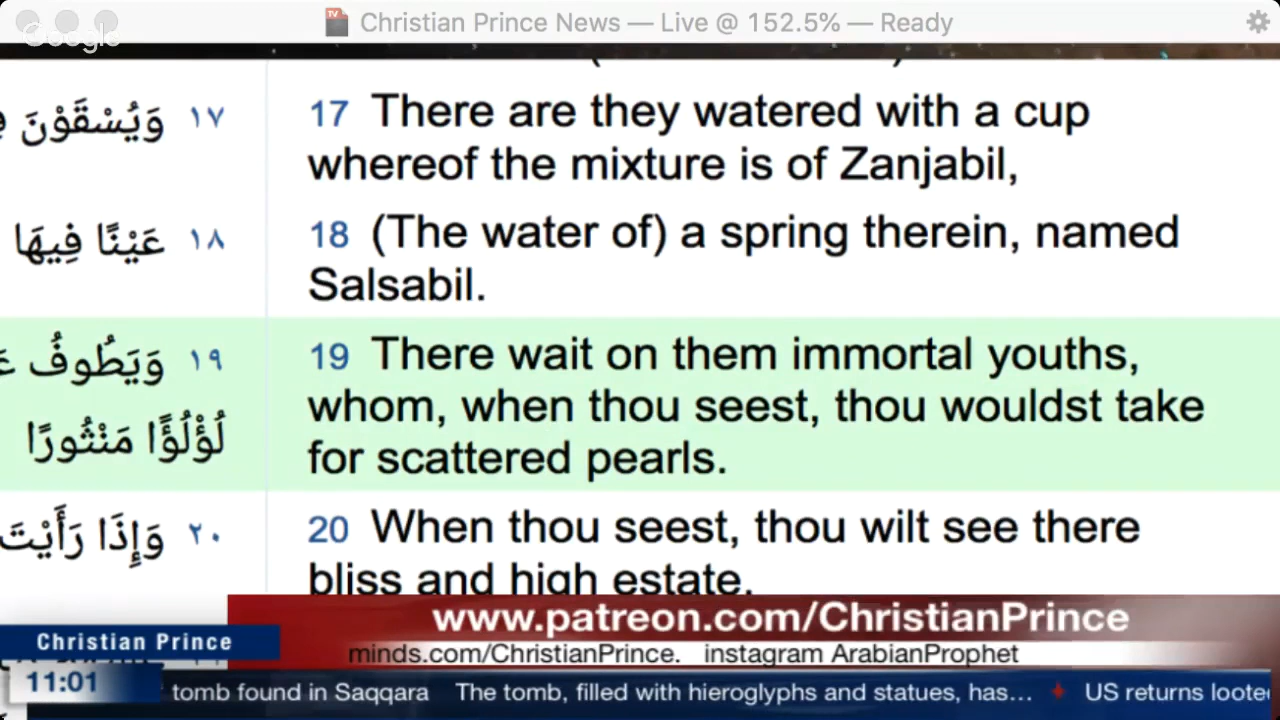 Christian Prince News — Live @ 152.5% — Ready
Google
١٧ وَيُسْقَوْنَ
17 There are they watered with a cup
whereof the mixture is of Zanjabil,
١٨ عَيْنًا فِيهَا
18 (The water of) a spring therein, named
Salsabil.
١٩ وَيَطُوفُ
لُؤْلُؤًا مَنْثُورًا
19 There wait on them immortal youths,
whom, when thou seest, thou wouldst take
for scattered pearls.
٢٠ وَإِذَا رَأَيْتَ
20 When thou seest, thou wilt see there
bliss and high estate.
www.patreon.com/ChristianPrince
Christian Prince
minds.com/ChristianPrince. instagram ArabianProphet
11:01
tomb found in Saqqara The tomb, filled with hieroglyphs and statues, has... US returns loote